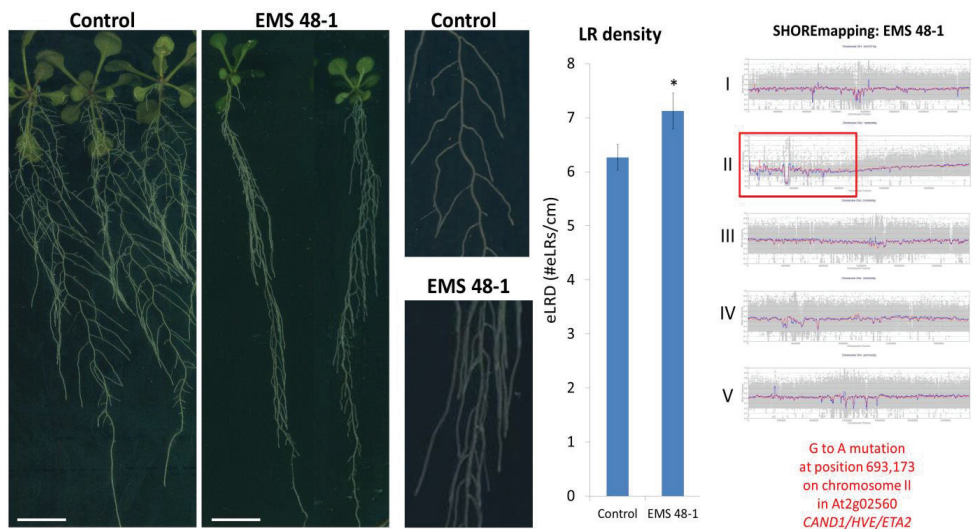 Control
EMS 48-1
Control
EMS 48-1
LR density
eLRD (#eLRs/cm)
8
7
6
5
4
3
2
1
0
*
Control
EMS 48-1
SHOREmapping: EMS 48-1
I
II
III
IV
V
G to A mutation
at position 693,173
on chromosome II
in At2g02560
CAND1/HVE/ETA2